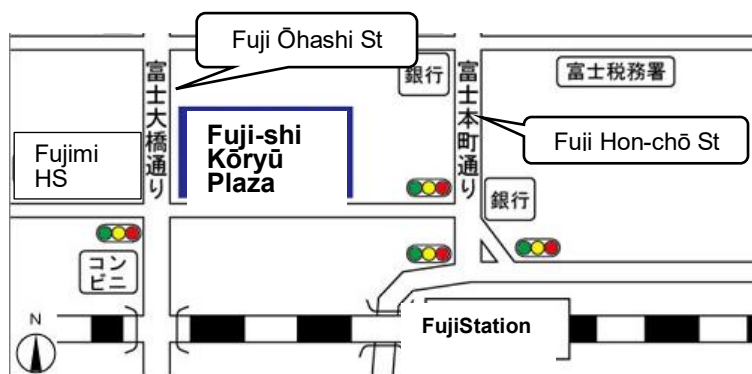 Fuji Ōhashi St
富士大橋通り
銀行
富士本町通り
富士税務署
Fuji-shi
Kōryū
Plaza
Fujimi
HS
Fuji Hon-chō St
銀行
コン
ビニ
N
FujiStation